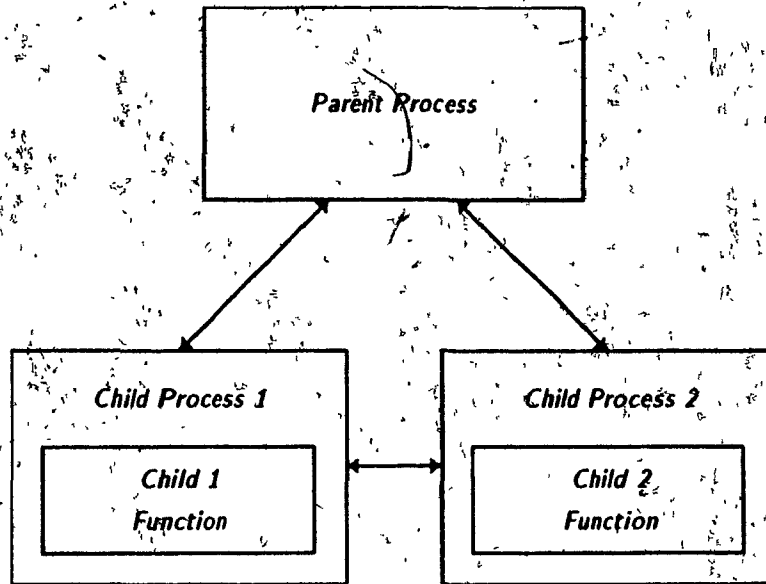 Parent Process
Child Process 1
Child 1
Function
Child Process 2
Child 2
Function